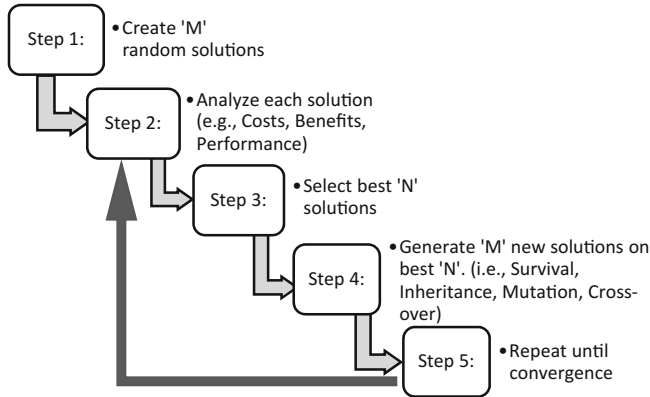 Step 1:
•Create 'M'
random solutions
Step 2:
•Analyze each solution
(e.g., Costs, Benefits,
Performance)
Step 3:
•Select best 'N'
solutions
Step 4:
•Generate 'M' new solutions on
best 'N'. (i.e., Survival,
Inheritance, Mutation, Cross-
over)
Step 5:
•Repeat until
convergence